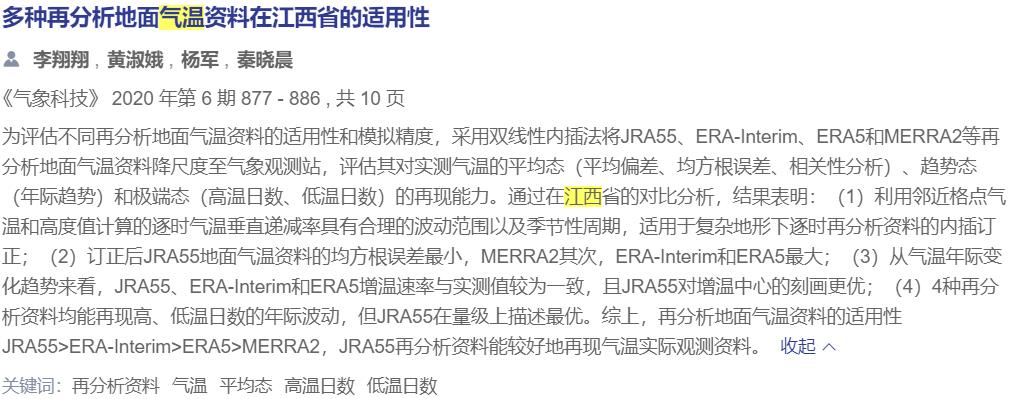 多种再分析地面气温资料在江西省的适用性
李翔翔 , 黄淑娥 , 杨军 , 秦晓晨
《气象科技》 2020 年第 6 期 877 - 886 , 共 10 页
为评估不同再分析地面气温资料的适用性和模拟精度，采用双线性内插法将JRA55、ERA-Interim、ERA5和MERRA2等再
分析地面气温资料降尺度至气象观测站，评估其对实测气温的平均态（平均偏差、均方根误差、相关性分析）、趋势态
（年际趋势）和极端态（高温日数、低温日数）的再现能力。通过在江西省的对比分析，结果表明：（1）利用邻近格点气
温和高度值计算的逐时气温垂直递减率具有合理的波动范围以及季节性周期，适用于复杂地形下逐时再分析资料的内插订
正；（2）订正后JRA55地面气温资料的均方根误差最小，MERRA2其次，ERA-Interim和ERA5最大；（3）从气温年际变
化趋势来看，JRA55、ERA-Interim和ERA5增温速率与实测值较为一致，且JRA55对增温中心的刻画更优；（4）4种再分
析资料均能再现高、低温日数的年际波动，但JRA55在量级上描述最优。综上，再分析地面气温资料的适用性
JRA55>ERA-Interim>ERA5>MERRA2，JRA55再分析资料能较好地再现气温实际观测资料。 收起
关键词： 再分析资料 气温 平均态 高温日数 低温日数